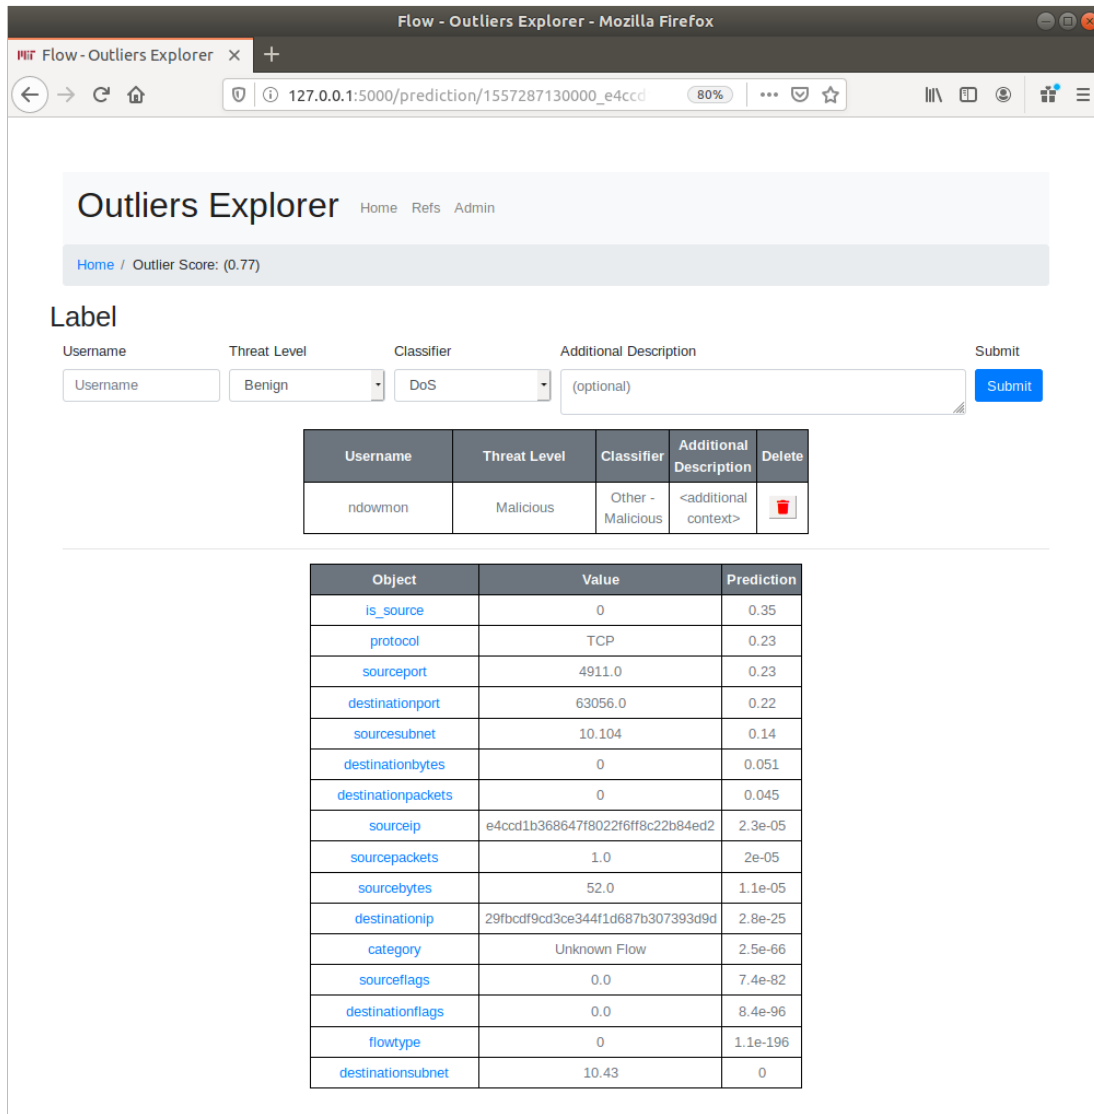 Flow - Outliers Explorer - Mozilla Firefox
Flow - Outliers Explorer
127.0.0.1:5000/prediction/1557287130000_e4ccd
80%
Outliers Explorer Home Refs Admin
Home / Outlier Score: (0.77)
Label
Username Threat Level Classifier Additional Description Submit
Username Benign DoS (optional) Submit
Username Threat Level Classifier Additional Description Delete
ndowmon Malicious Other - Malicious <additional context>
Object Value Prediction
is_source 0 0.35
protocol TCP 0.23
sourceport 4911.0 0.23
destinationport 63056.0 0.22
sourcesubnet 10.104 0.14
destinationbytes 0 0.051
destinationpackets 0 0.045
sourceip e4ccd1b368647f8022f6ff8c22b84ed2 2.3e-05
sourcepackets 1.0 2e-05
sourcebytes 52.0 1.1e-05
destinationip 29fbcdf9cd3ce344f1d687b307393d9d 2.8e-25
category Unknown Flow 2.5e-66
sourceflags 0.0 7.4e-82
destinationflags 0.0 8.4e-96
flowtype 0 1.1e-196
destinationsubnet 10.43 0